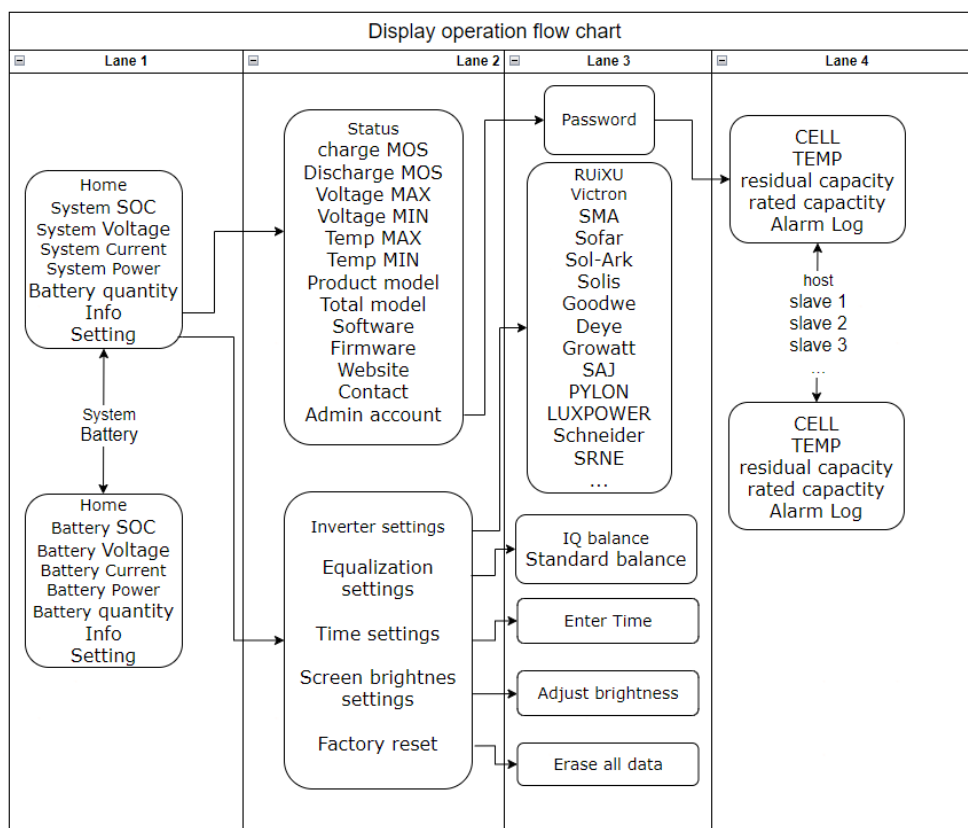 Display operation flow chart
Lane 1
Lane 2
Lane 3
Lane 4
Home
System SOC
System Voltage
System Current
System Power
Battery quantity
Info
Setting
System
Battery
Home
Battery SOC
Battery Voltage
Battery Current
Battery Power
Battery quantity
Info
Setting
Status
charge MOS
Discharge MOS
Voltage MAX
Voltage MIN
Temp MAX
Temp MIN
Product model
Total model
Software
Firmware
Website
Contact
Admin account
Inverter settings
Equalization
settings
Time settings
Screen brightnes
settings
Factory reset
Password
RUiXU
Victron
SMA
Sofar
Sol-Ark
Solis
Goodwe
Deye
Growatt
SAJ
PYLON
LUXPOWER
Schneider
SRNE
...
IQ balance
Standard balance
Enter Time
Adjust brightness
Erase all data
CELL
TEMP
residual capacity
rated capactity
Alarm Log
host
slave 1
slave 2
slave 3
...
CELL
TEMP
residual capacity
rated capactity
Alarm Log